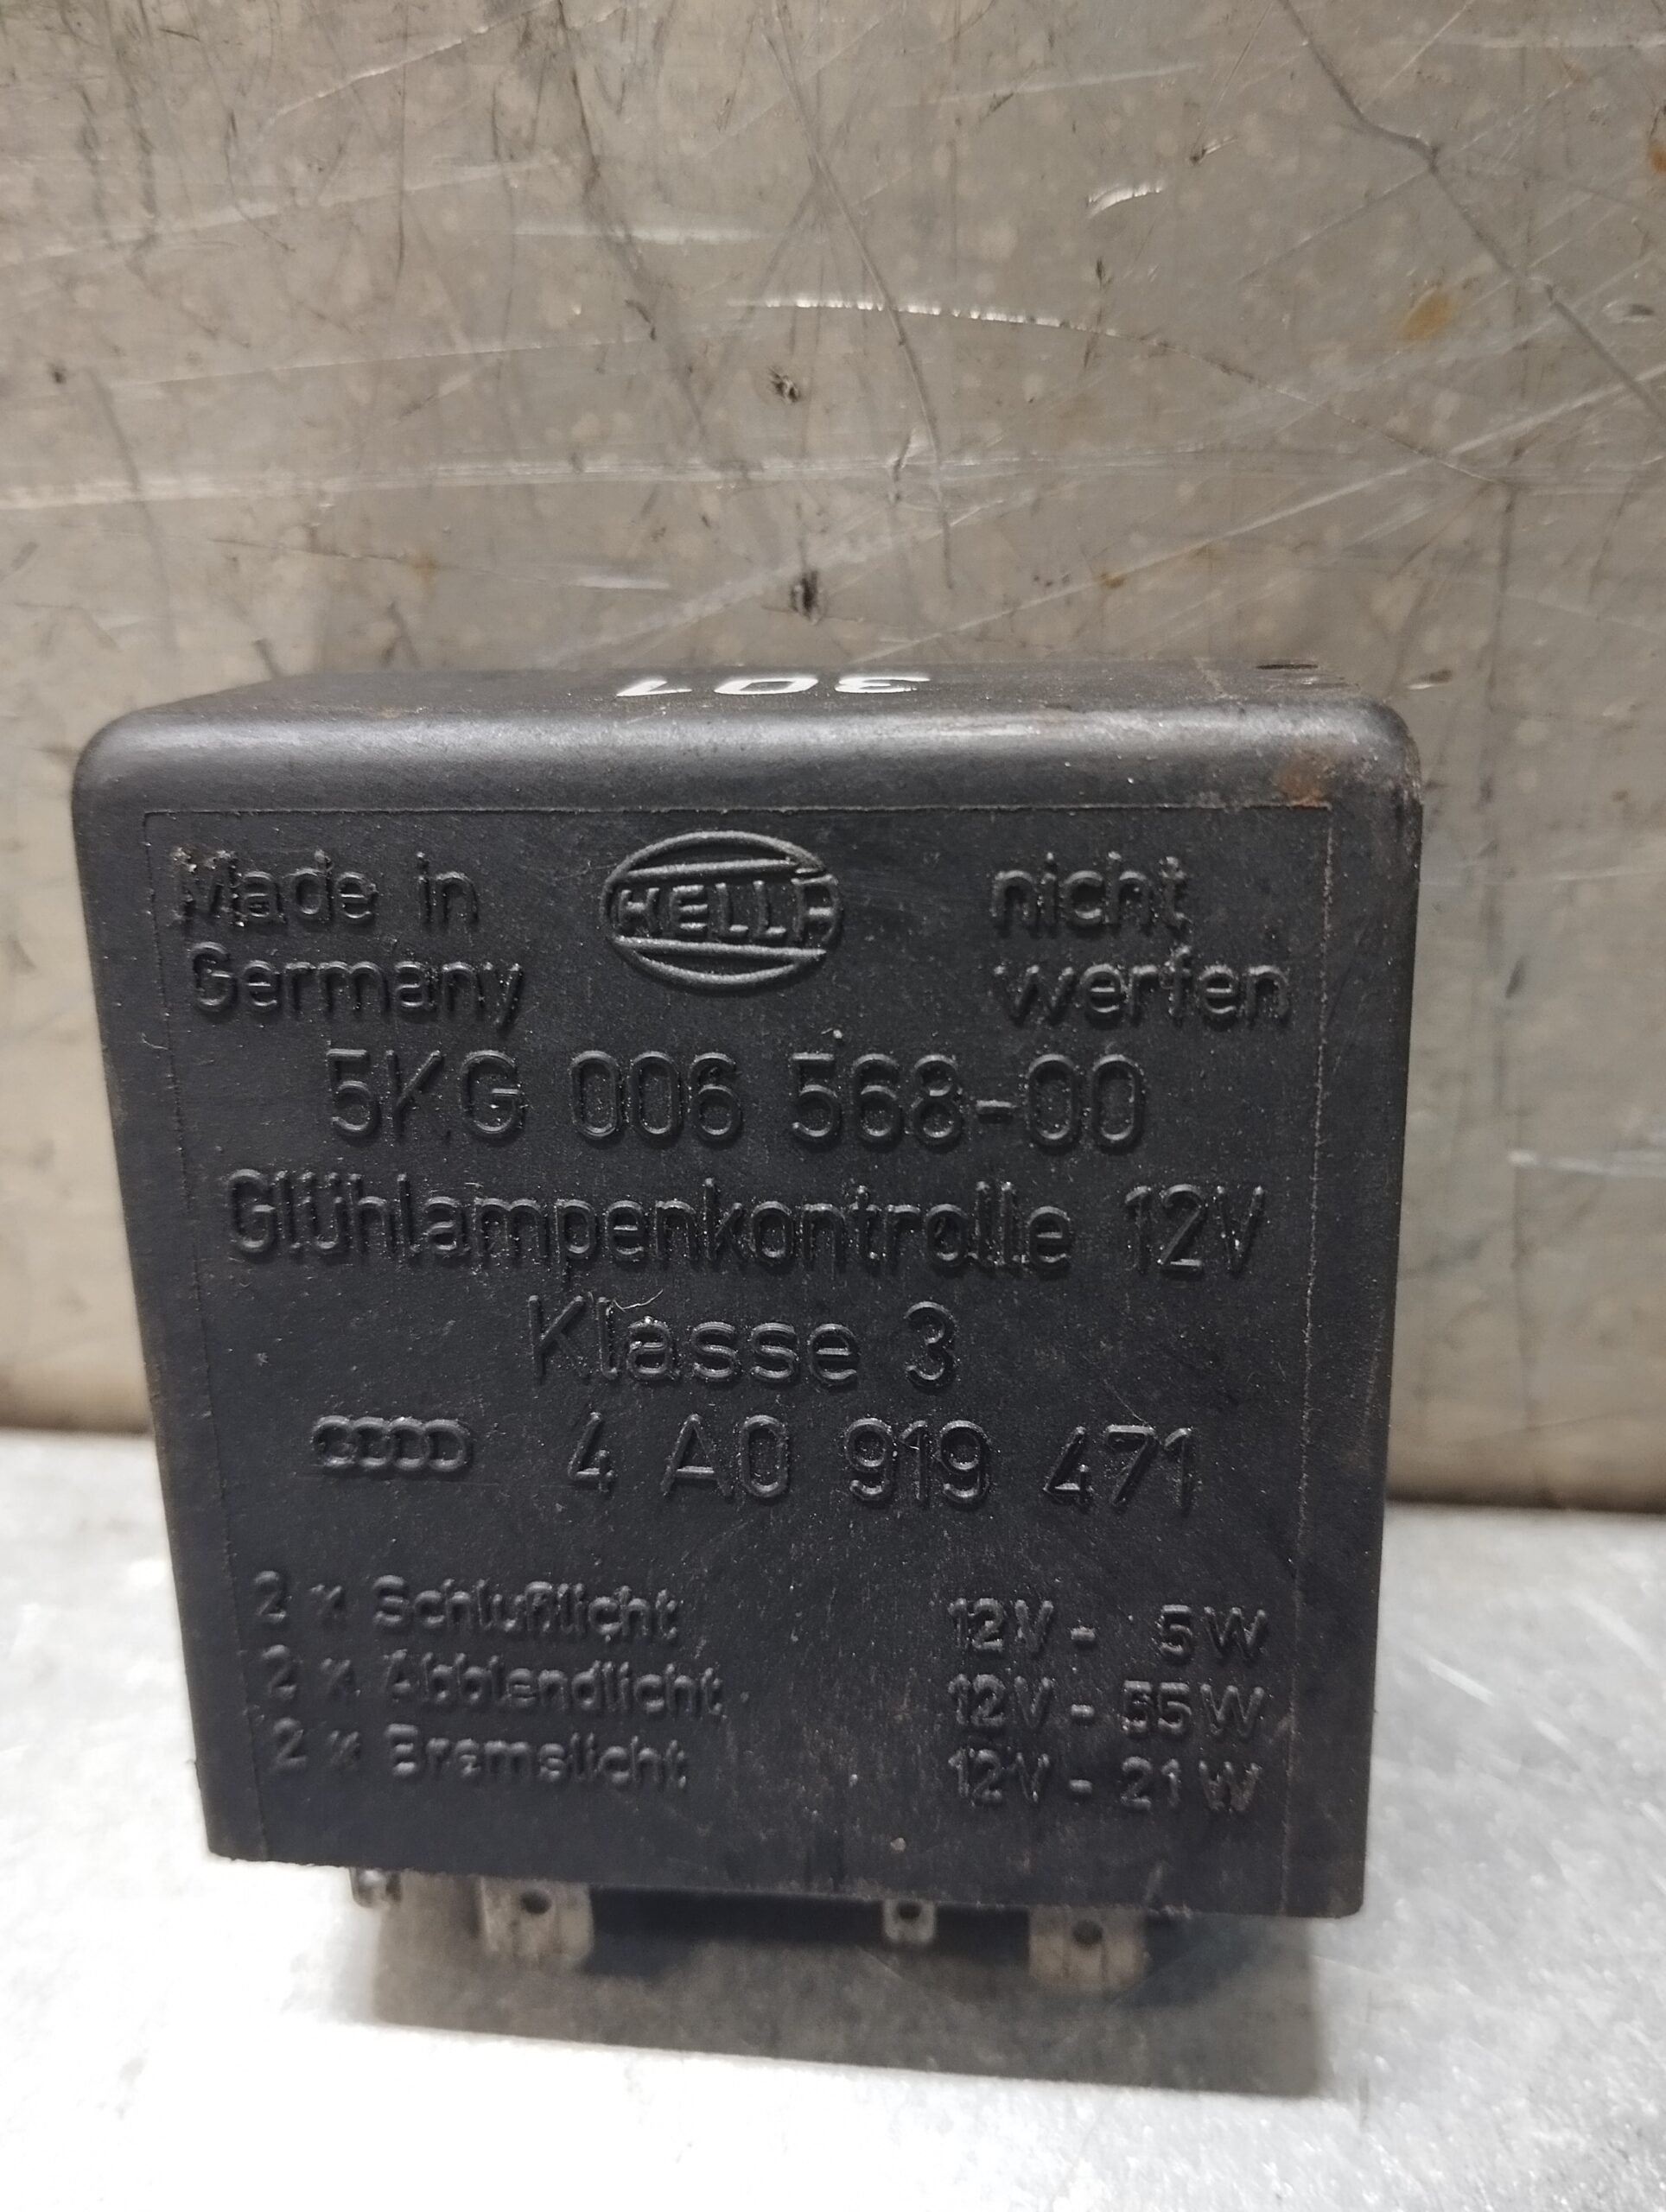 301
Made in HELLA nicht
Germany werfen
5KG 006 568-00
Glühlampenkontrolle 12V
Klasse 3
4 A0 919 471
2 x Schlußlicht 12V - 5W
2 x Abblendlicht 12V - 55W
2 x Bremslicht 12V - 21W